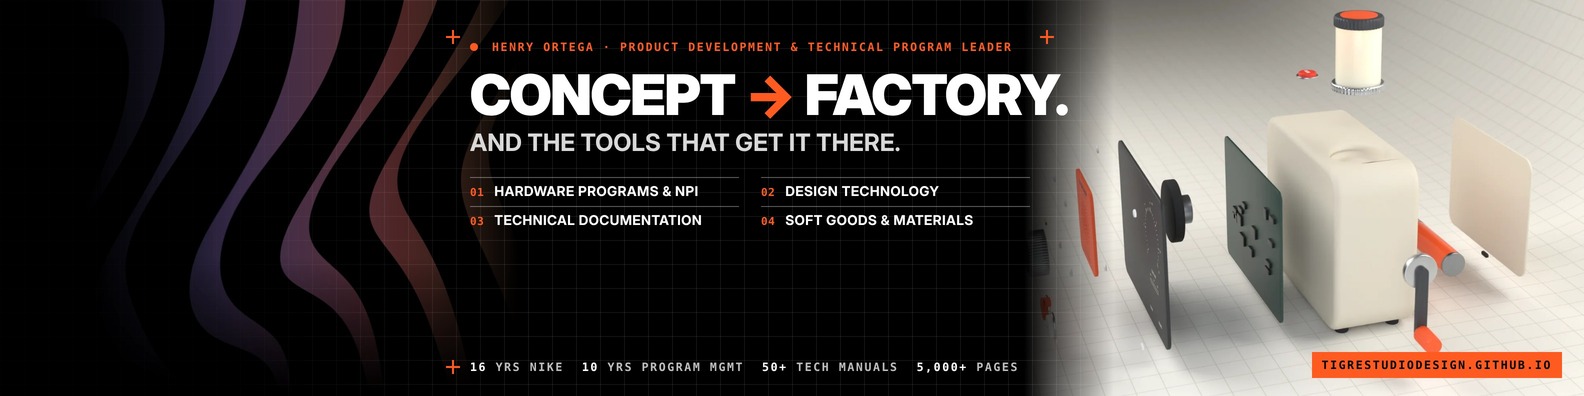 HENRY ORTEGA · PRODUCT DEVELOPMENT & TECHNICAL PROGRAM LEADER
CONCEPT → FACTORY.
AND THE TOOLS THAT GET IT THERE.
01 HARDWARE PROGRAMS & NPI
02 DESIGN TECHNOLOGY
03 TECHNICAL DOCUMENTATION
04 SOFT GOODS & MATERIALS
16 YRS NIKE 10 YRS PROGRAM MGMT 50+ TECH MANUALS 5,000+ PAGES
TIGRESTUDIODESIGN.GITHUB.IO